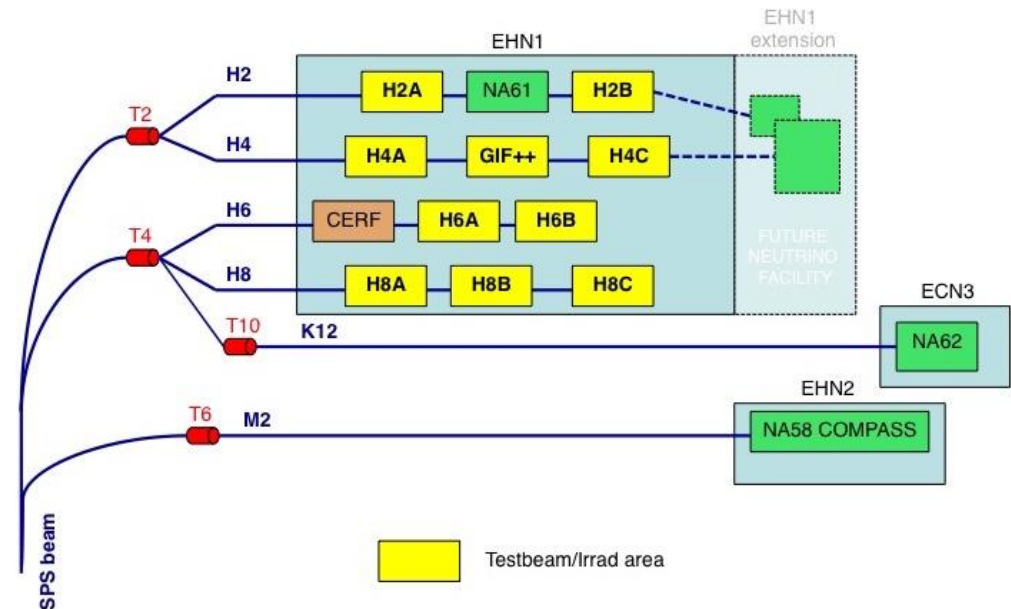 EHN1
extension
EHN1
H2
H2A
NA61
H2B
T2
H4
H4A
GIF++
H4C
H6
CERF
H6A
H6B
T4
FUTURE
NEUTRINO
FACILITY
H8
H8A
H8B
H8C
ECN3
T10
K12
NA62
EHN2
T6
M2
NA58 COMPASS
SPS beam
Testbeam/Irrad area